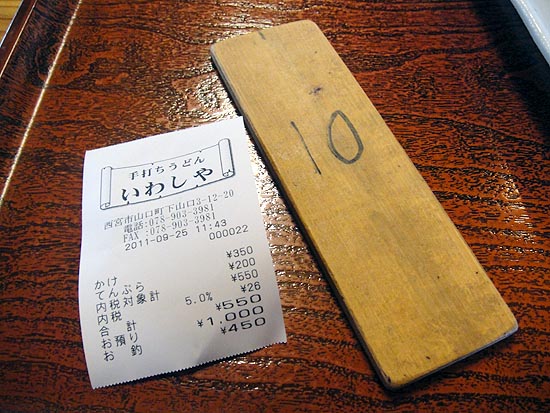 手打ちうどん
いわしや
西宮市山口町下山口3-12-20
電話:078-903-3981
FAX:078-903-3981
2011-09-25 11:43
000022
かけ ¥350
てんぷら ¥200
内税対象計 ¥550
内税 5.0% ¥26
合計 ¥550
お預り ¥1,000
お釣 ¥450
10